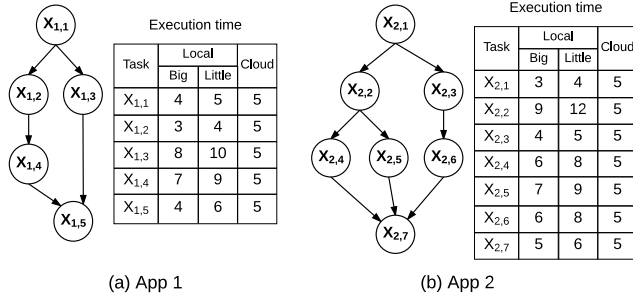 X1,1
X1,2
X1,3
X1,4
X1,5
Execution time
Task Local Cloud
Big Little
X1,1 4 5 5
X1,2 3 4 5
X1,3 8 10 5
X1,4 7 9 5
X1,5 4 6 5
(a) App 1
X2,1
X2,2
X2,3
X2,4
X2,5
X2,6
X2,7
Execution time
Task Local Cloud
Big Little
X2,1 3 4 5
X2,2 9 12 5
X2,3 4 5 5
X2,4 6 8 5
X2,5 7 9 5
X2,6 6 8 5
X2,7 5 6 5
(b) App 2